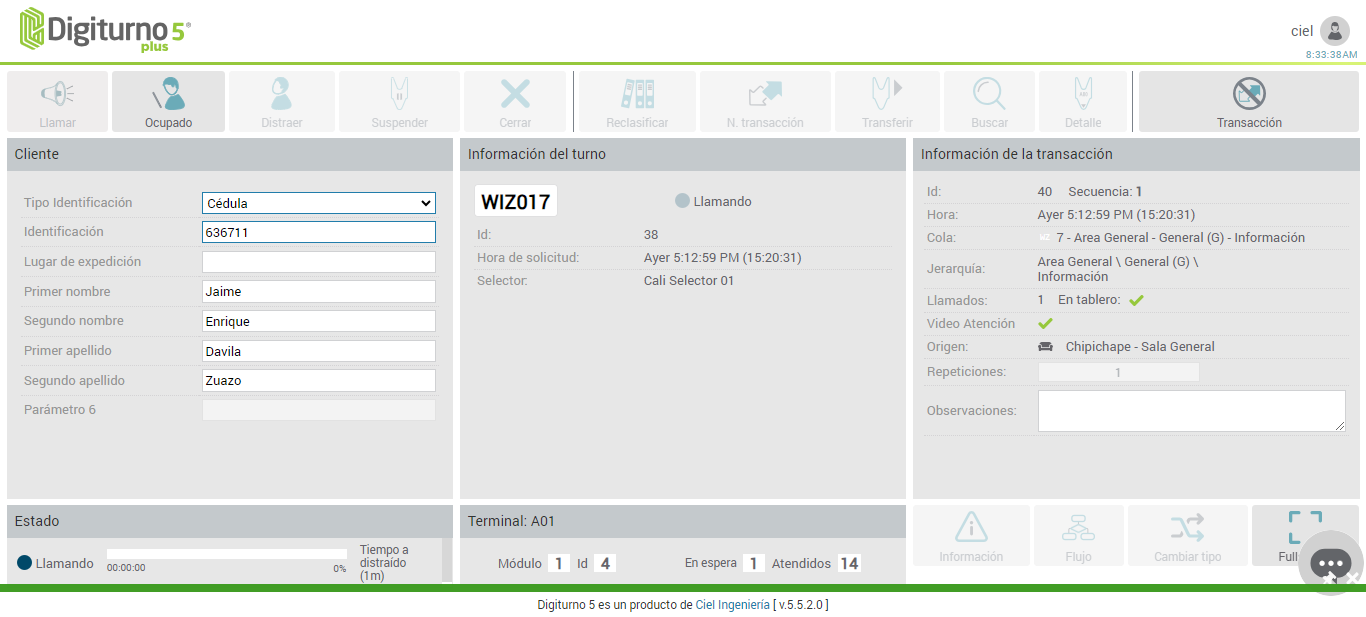 Digiturno 5®
plus
ciel
8:33:38AM
Llamar
Ocupado
Distraer
Suspender
Cerrar
Reclasificar
N. transacción
Transferir
Buscar
Detalle
Transacción
Cliente
Tipo Identificación
Cédula
Identificación
636711
Lugar de expedición
Primer nombre
Jaime
Segundo nombre
Enrique
Primer apellido
Davila
Segundo apellido
Zuazo
Parámetro 6
Información del turno
WIZ017
Llamando
Id: 38
Hora de solicitud: Ayer 5:12:59 PM (15:20:31)
Selector: Cali Selector 01
Información de la transacción
Id: 40 Secuencia: 1
Hora: Ayer 5:12:59 PM (15:20:31)
Cola: WIZ 7 - Area General - General (G) - Información
Jerarquía: Area General \ General (G) \
Información
Llamados: 1 En tablero:
Video Atención
Origen: Chipichape - Sala General
Repeticiones: 1
Observaciones:
Estado
Llamando
00:00:00
0%
Tiempo a
distraído
(1m)
Terminal: A01
Módulo 1 Id 4 En espera 1 Atendidos 14
Información
Flujo
Cambiar tipo
Full
Digiturno 5 es un producto de Ciel Ingeniería [ v.5.5.2.0 ]